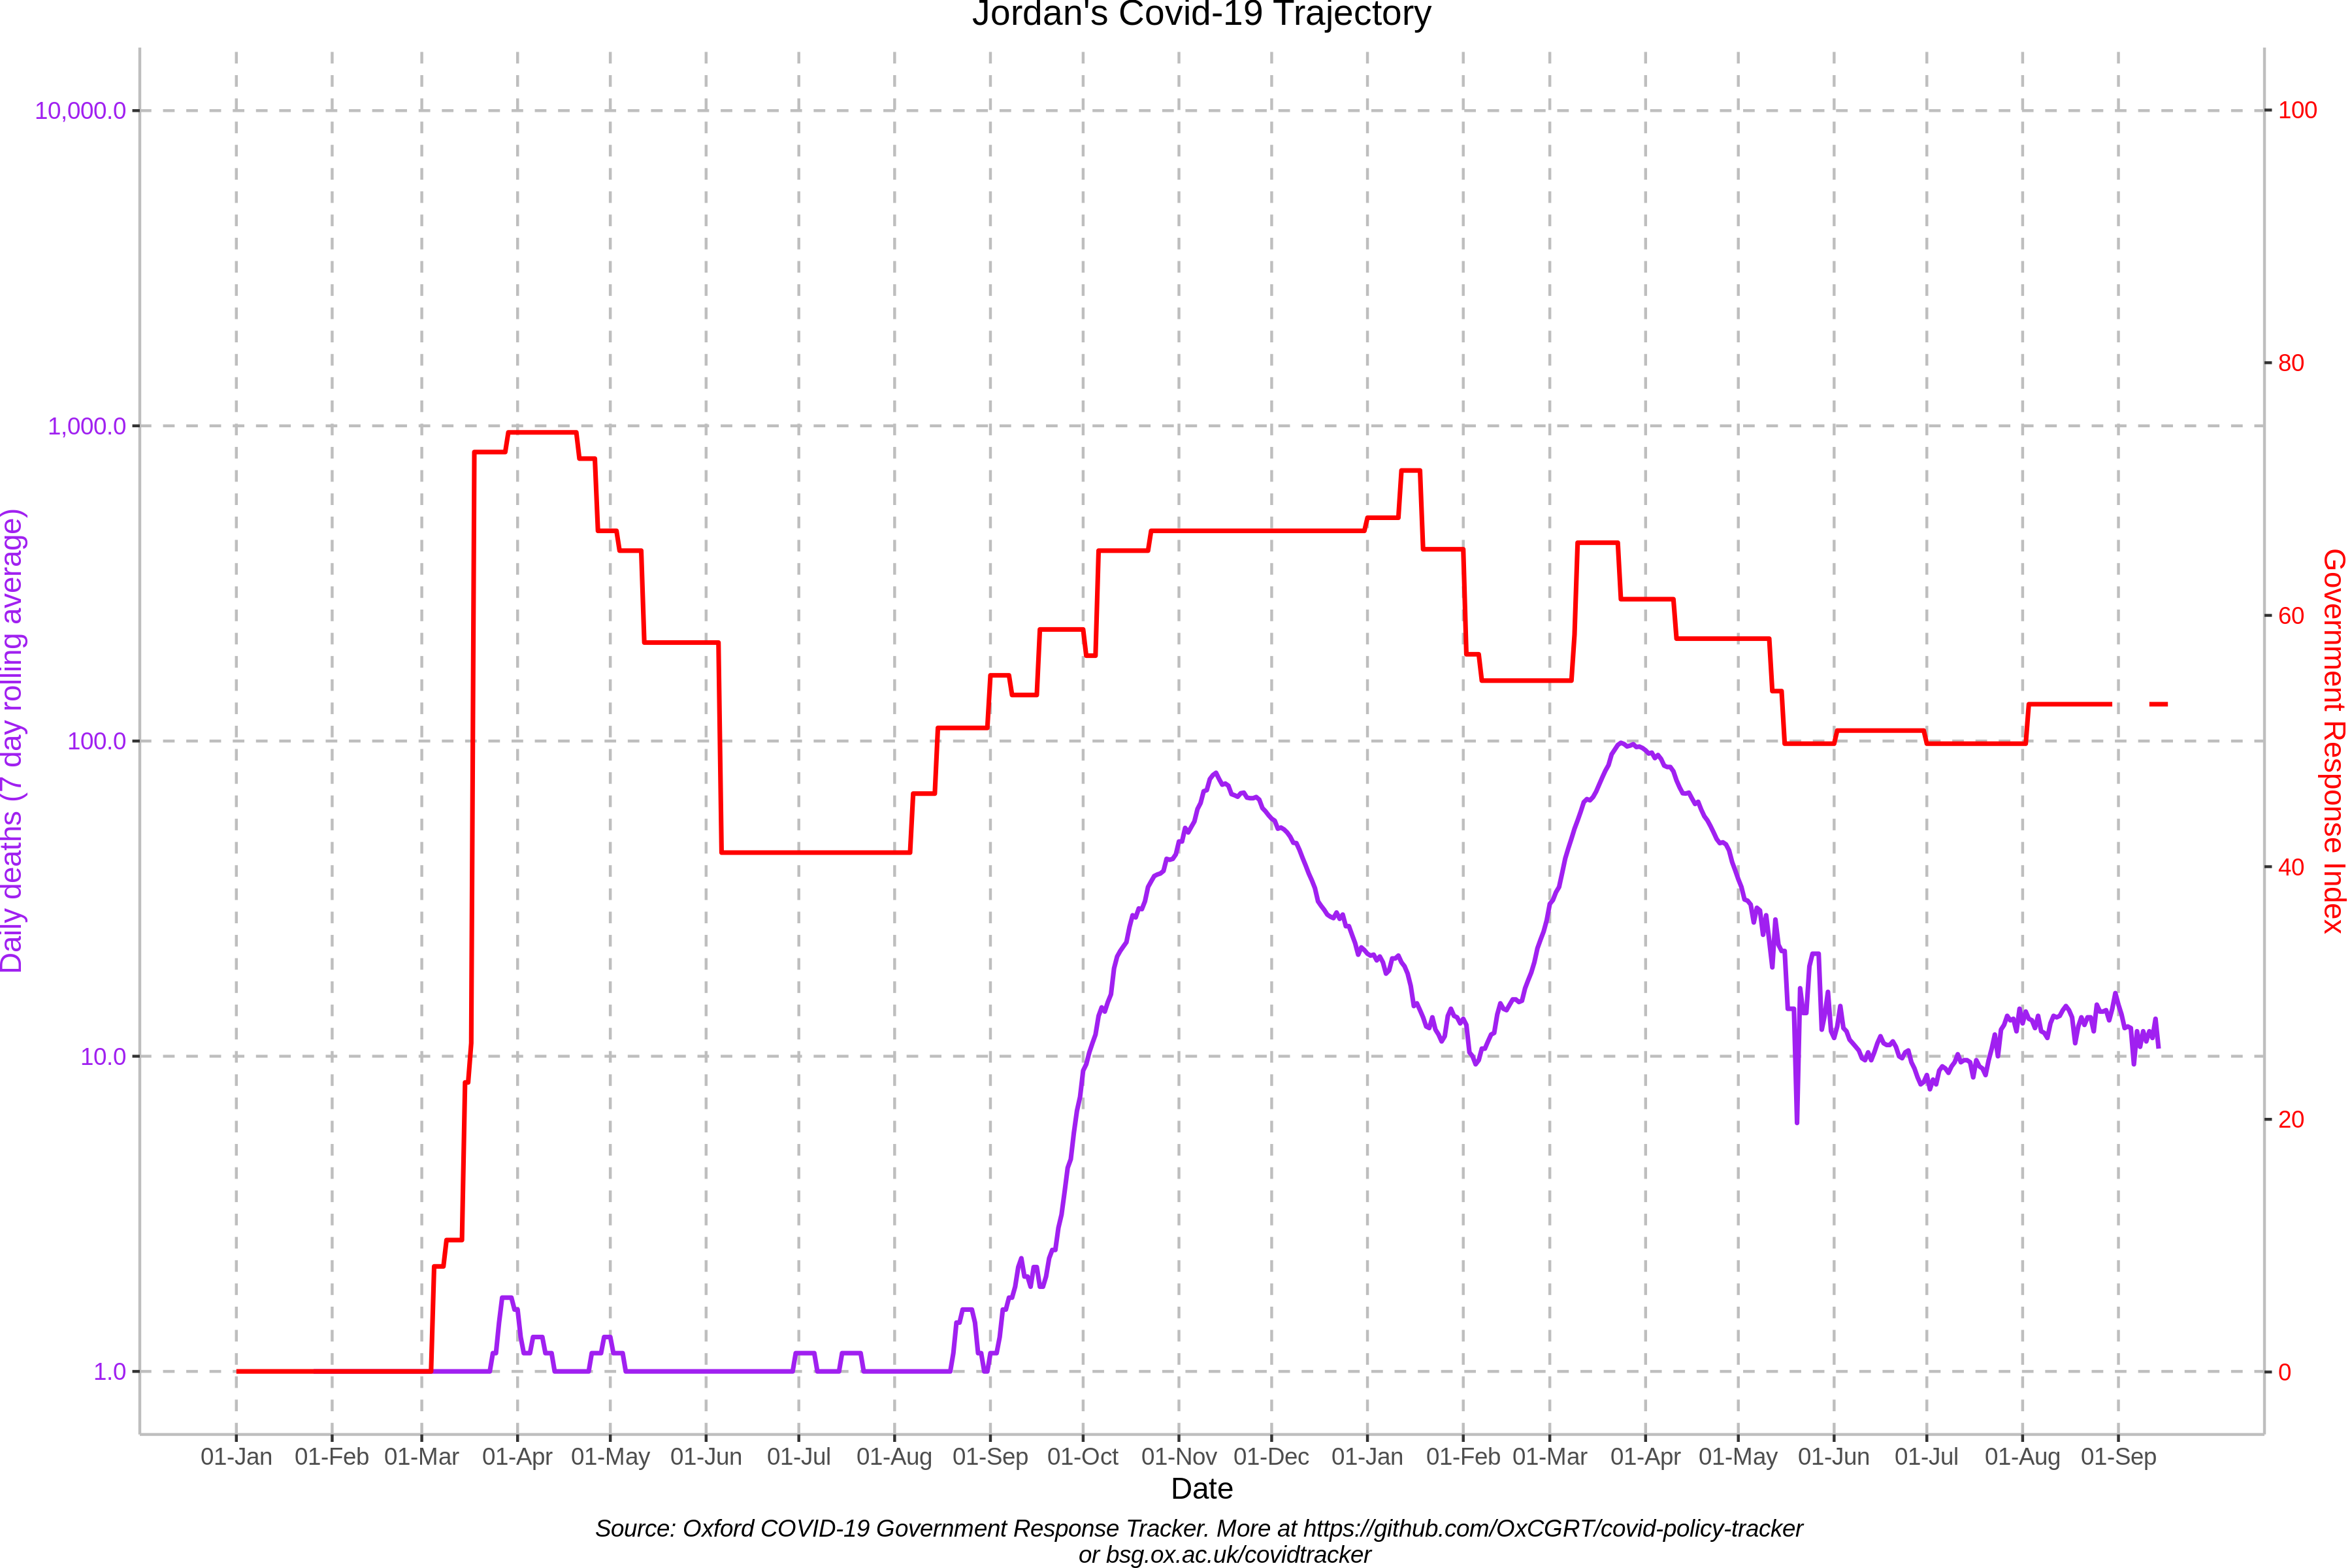 Jordan's Covid-19 Trajectory
10,000.0
1,000.0
100.0
10.0
1.0
Daily deaths (7 day rolling average)
100
80
60
40
20
0
Government Response Index
01-Jan 01-Feb 01-Mar 01-Apr 01-May 01-Jun 01-Jul 01-Aug 01-Sep 01-Oct 01-Nov 01-Dec 01-Jan 01-Feb 01-Mar 01-Apr 01-May 01-Jun 01-Jul 01-Aug 01-Sep
Date
Source: Oxford COVID-19 Government Response Tracker. More at https://github.com/OxCGRT/covid-policy-tracker
or bsg.ox.ac.uk/covidtracker